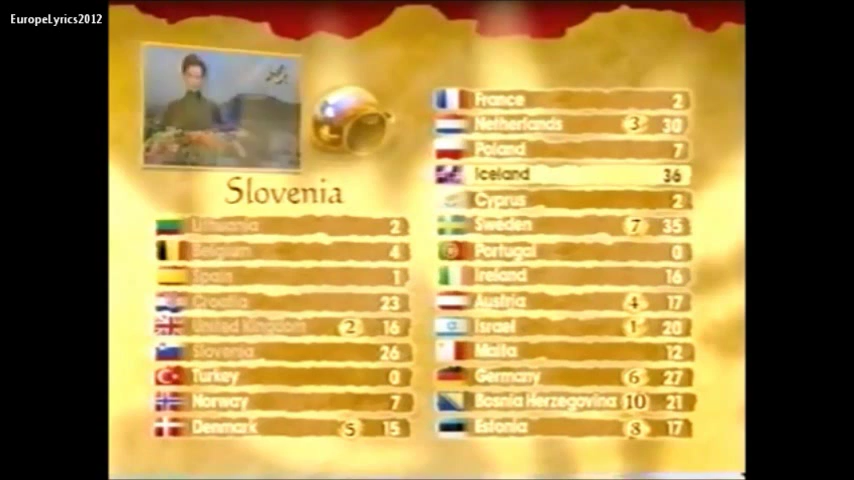 EuropeLyrics2012
Slovenia
Lithuania 2
Belgium 4
Spain 1
Croatia 23
United Kingdom 2 16
Slovenia 26
Turkey 0
Norway 7
Denmark 5 15
France 2
Netherlands 3 30
Poland 7
Iceland 36
Cyprus 2
Sweden 7 35
Portugal 0
Ireland 16
Austria 4 17
Israel 1 20
Malta 12
Germany 6 27
Bosnia Herzegovina 10 21
Estonia 8 17